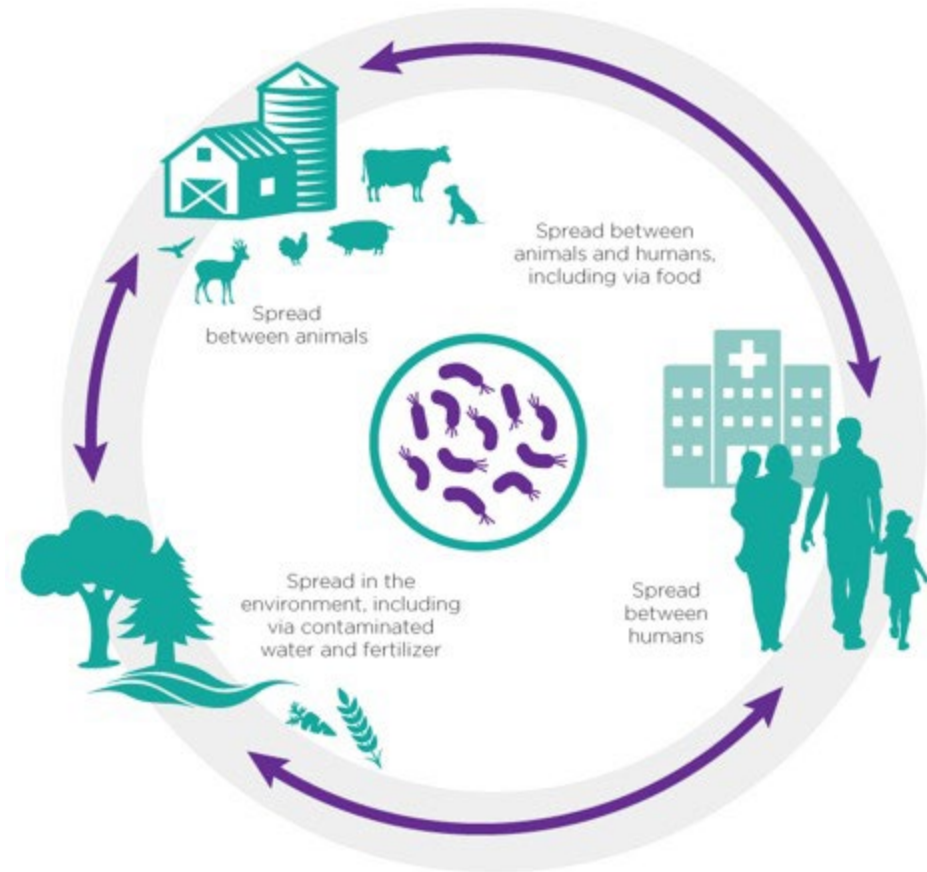 Spread between
animals and humans,
including via food
Spread
between animals
Spread in the
environment, including
via contaminated
water and fertilizer
Spread
between
humans